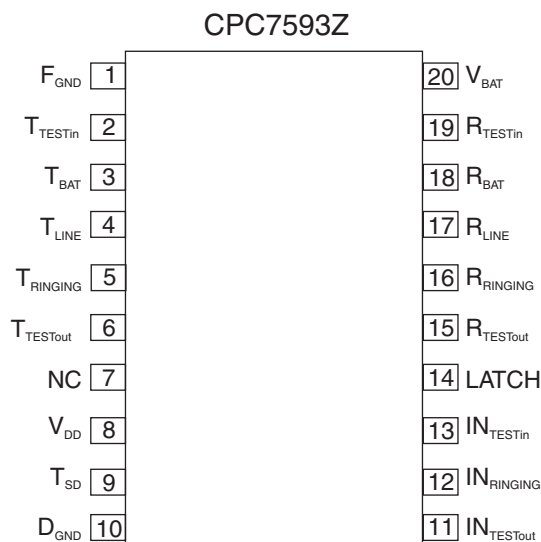 CPC7593Z
F_GND 1 20 V_BAT
T_TESTin 2 19 R_TESTin
T_BAT 3 18 R_BAT
T_LINE 4 17 R_LINE
T_RINGING 5 16 R_RINGING
T_TESTout 6 15 R_TESTout
NC 7 14 LATCH
V_DD 8 13 IN_TESTin
T_SD 9 12 IN_RINGING
D_GND 10 11 IN_TESTout